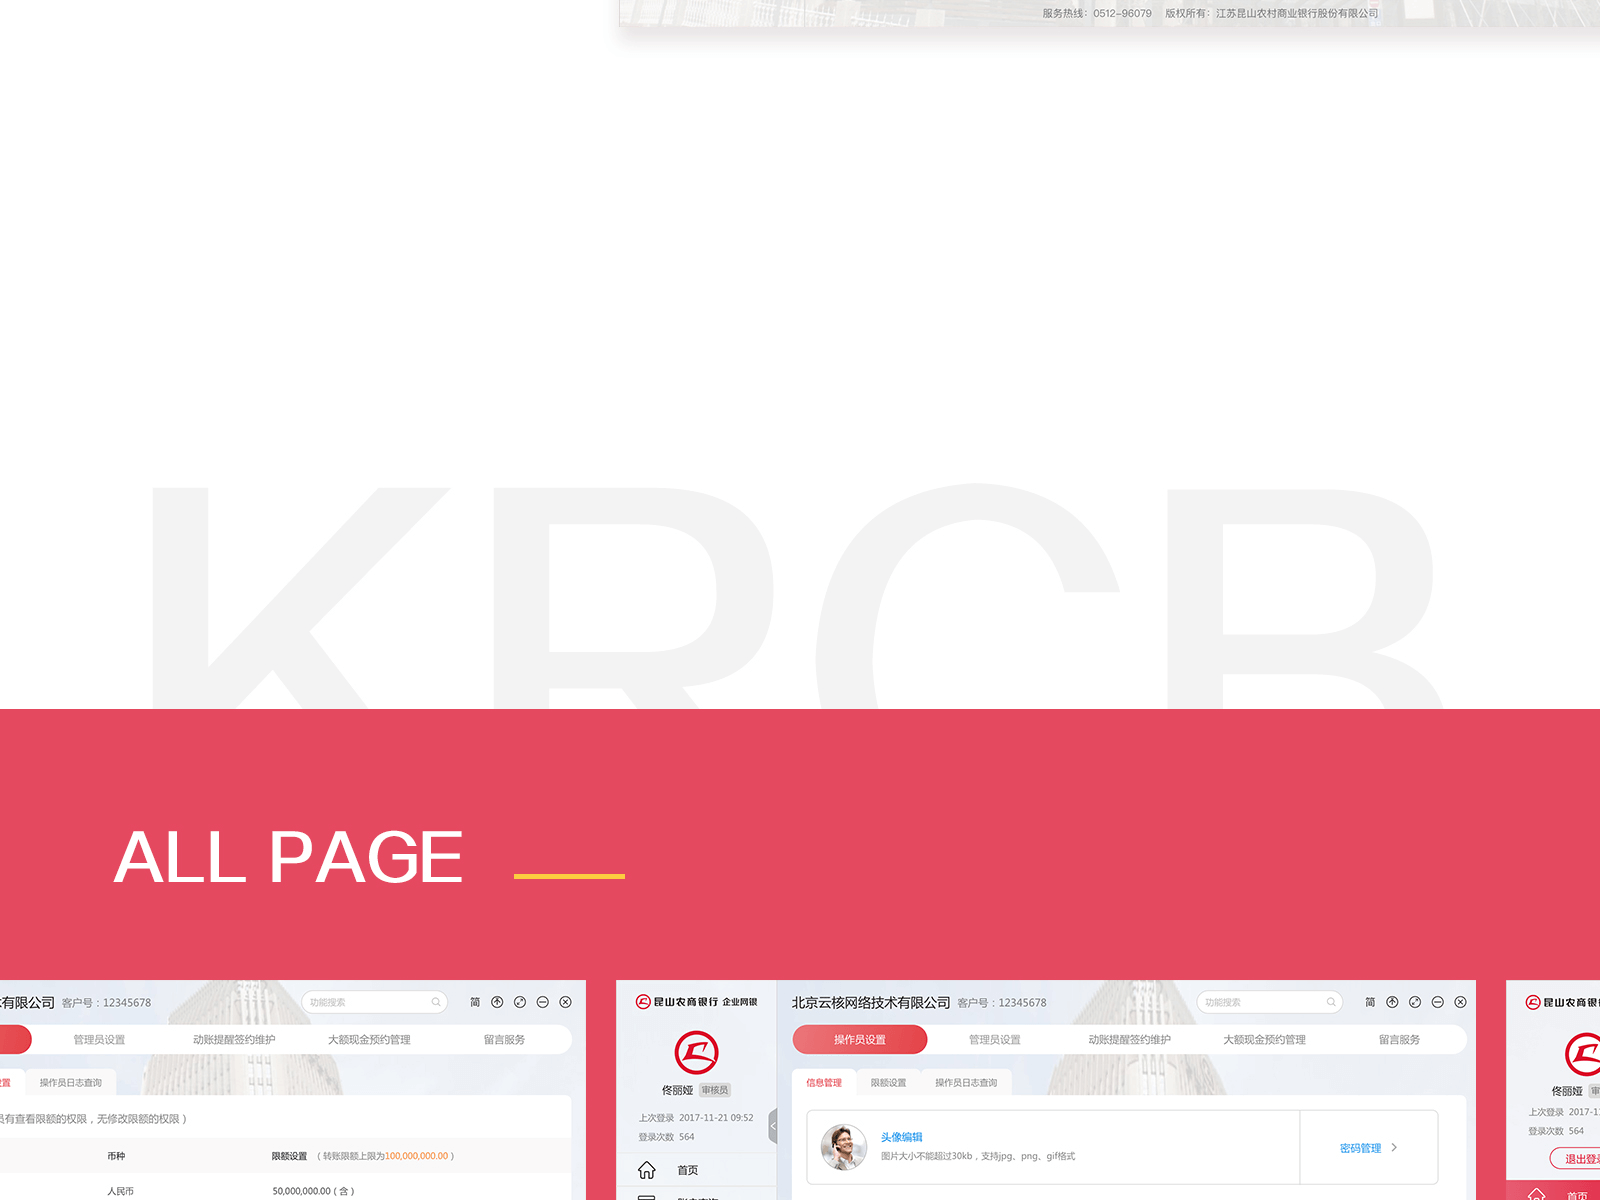 服务热线：0512-96079 版权所有：江苏昆山农村商业银行股份有限公司
KRCB
ALL PAGE
有限公司 客户号：12345678 功能搜索 简
管理员设置 动账提醒签约维护 大额现金预约管理 留言服务
置 操作员日志查询
员有查看限额的权限，无修改限额的权限）
币种 限额设置 （转账限额上限为100,000,000.00）
人民币 50,000,000.00（含）
昆山农商银行 企业网银 北京云核网络技术有限公司 客户号：12345678 功能搜索 简
操作员设置 管理员设置 动账提醒签约维护 大额现金预约管理 留言服务
信息管理 限额设置 操作员日志查询
佟丽娅 审核员
上次登录 2017-11-21 09:52
登录次数 564
首页
头像编辑
图片大小不能超过30kb，支持jpg、png、gif格式
密码管理
昆山农商银
佟丽娅
上次登录 2017-1
登录次数 564
退出登
首页